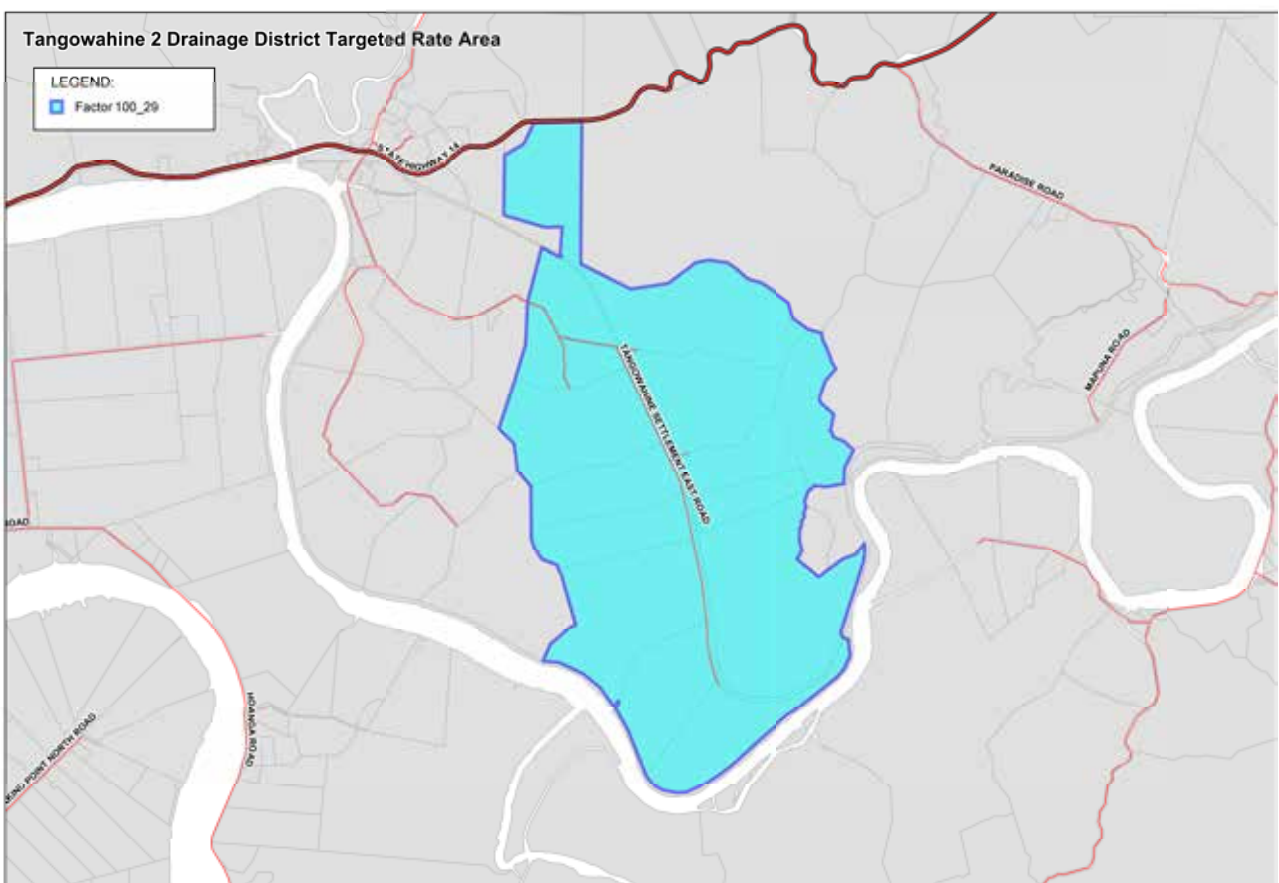 Tangowahine 2 Drainage District Targeted Rate Area
LEGEND:
Factor 100_29
STATE HIGHWAY 14
PARADISE ROAD
MAPUNA ROAD
TANGOWAHINE SETTLEMENT EAST ROAD
ROAD
HOANGA ROAD
POINT NORTH ROAD